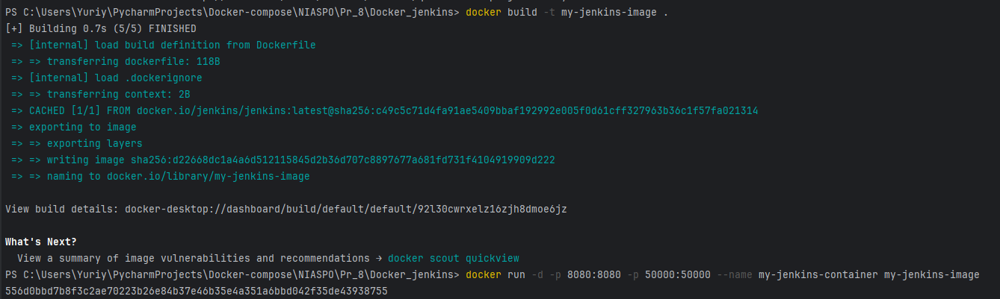 PS C:\Users\Yuriy\PycharmProjects\Docker-compose\NIASPO\Pr_8\Docker_jenkins> docker build -t my-jenkins-image .
[+] Building 0.7s (5/5) FINISHED
=> [internal] load build definition from Dockerfile
=> => transferring dockerfile: 118B
=> [internal] load .dockerignore
=> => transferring context: 2B
=> CACHED [1/1] FROM docker.io/jenkins/jenkins:latest@sha256:c49c5c71d4fa91ae5409bbaf192992e005f0d61cff327963b36c1f57fa021314
=> exporting to image
=> => exporting layers
=> => writing image sha256:d22668dc1a4a6d512115845d2b36d707c8897677a681fd731f4104919909d222
=> => naming to docker.io/library/my-jenkins-image
View build details: docker-desktop://dashboard/build/default/default/92l30cwrxelz16zjh8dmoe6jz
What's Next?
View a summary of image vulnerabilities and recommendations → docker scout quickview
PS C:\Users\Yuriy\PycharmProjects\Docker-compose\NIASPO\Pr_8\Docker_jenkins> docker run -d -p 8080:8080 -p 50000:50000 --name my-jenkins-container my-jenkins-image
556d0bbd7b8f3c2ae70223b26e84b37e46b35e4a351a6bbd042f35de43938755